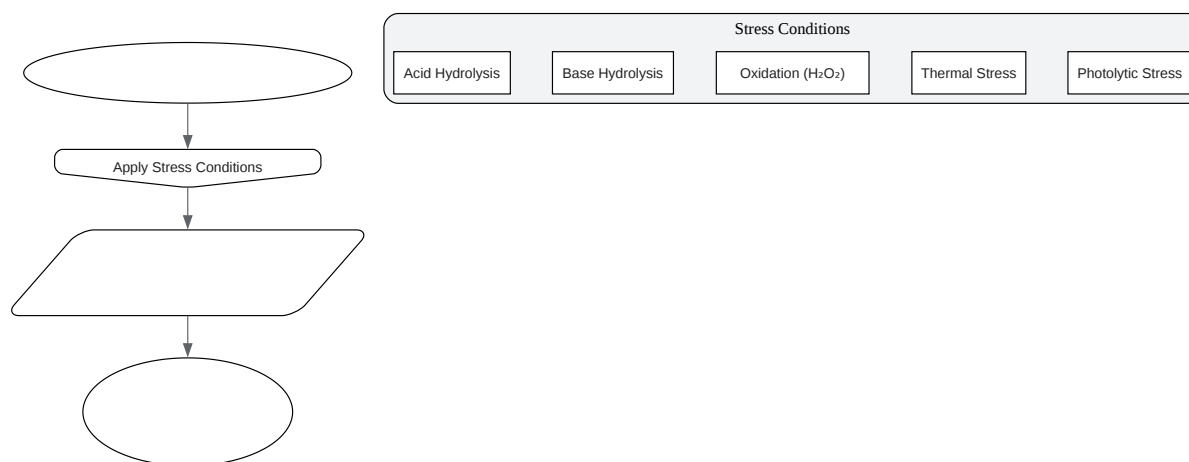 Stress Conditions
Acid Hydrolysis
Base Hydrolysis
Oxidation (H₂O₂)
Thermal Stress
Photolytic Stress
Apply Stress Conditions